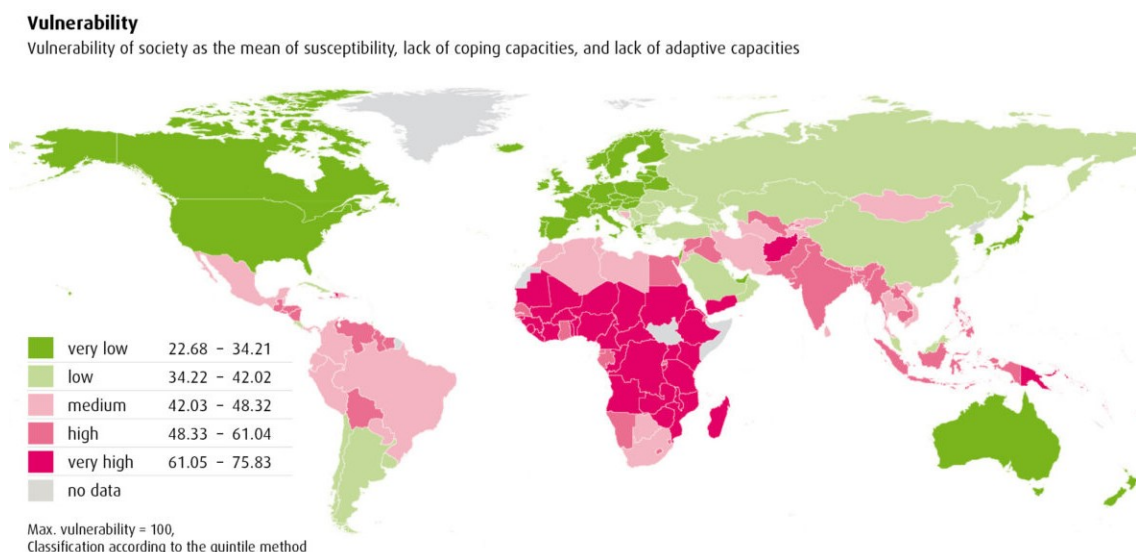 Vulnerability
Vulnerability of society as the mean of susceptibility, lack of coping capacities, and lack of adaptive capacities
very low 22.68 – 34.21
low 34.22 – 42.02
medium 42.03 – 48.32
high 48.33 – 61.04
very high 61.05 – 75.83
no data
Max. vulnerability = 100,
Classification according to the quintile method